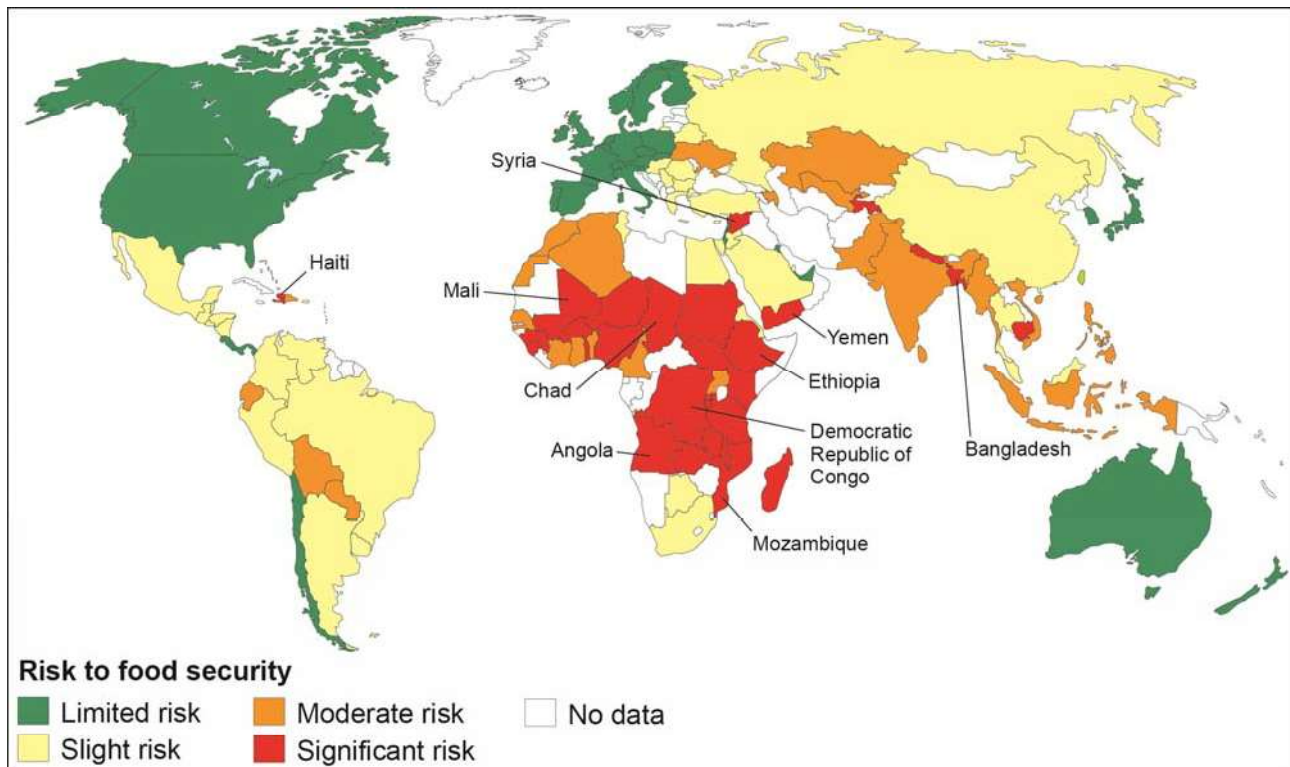 Syria
Haiti
Mali
Yemen
Chad
Ethiopia
Angola
Democratic
Republic of
Congo
Bangladesh
Mozambique
Risk to food security
Limited risk
Moderate risk
No data
Slight risk
Significant risk